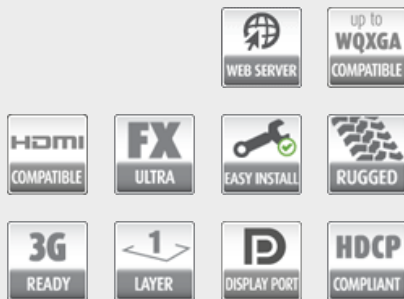 WEB SERVER
up to
WQXGA
COMPATIBLE
HDMI
COMPATIBLE
FX
ULTRA
EASY INSTALL
RUGGED
3G
READY
1
LAYER
D
DISPLAY PORT
HDCP
COMPLIANT